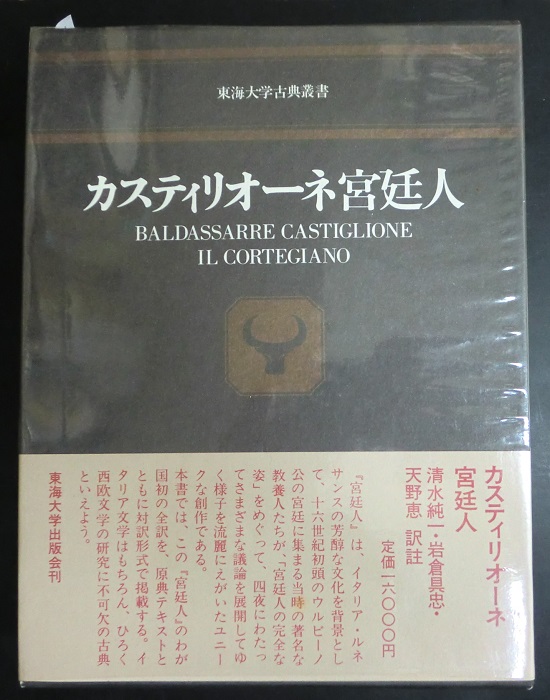 東海大学古典叢書
カスティリオーネ宮廷人
BALDASSARRE CASTIGLIONE
IL CORTEGIANO
カスティリオーネ
宮廷人
清水純一・岩倉具忠・
天野恵 訳註
定価一六〇〇〇円
『宮廷人』は、イタリア・ルネ
サンスの芳醇な文化を背景とし
て、十六世紀初頭のウルビーノ
公の宮廷に集まる当時の著名な
教養人たちが、「宮廷人の完全な
姿」をめぐって、四夜にわたっ
てさまざまな議論を展開してゆ
く様子を流麗にえがいたユニー
クな創作である。
本書では、この『宮廷人』のわが
国初の全訳を、原典テキストと
ともに対訳形式で掲載する。イ
タリア文学はもちろん、ひろく
西欧文学の研究に不可欠の古典
といえよう。
東海大学出版会刊